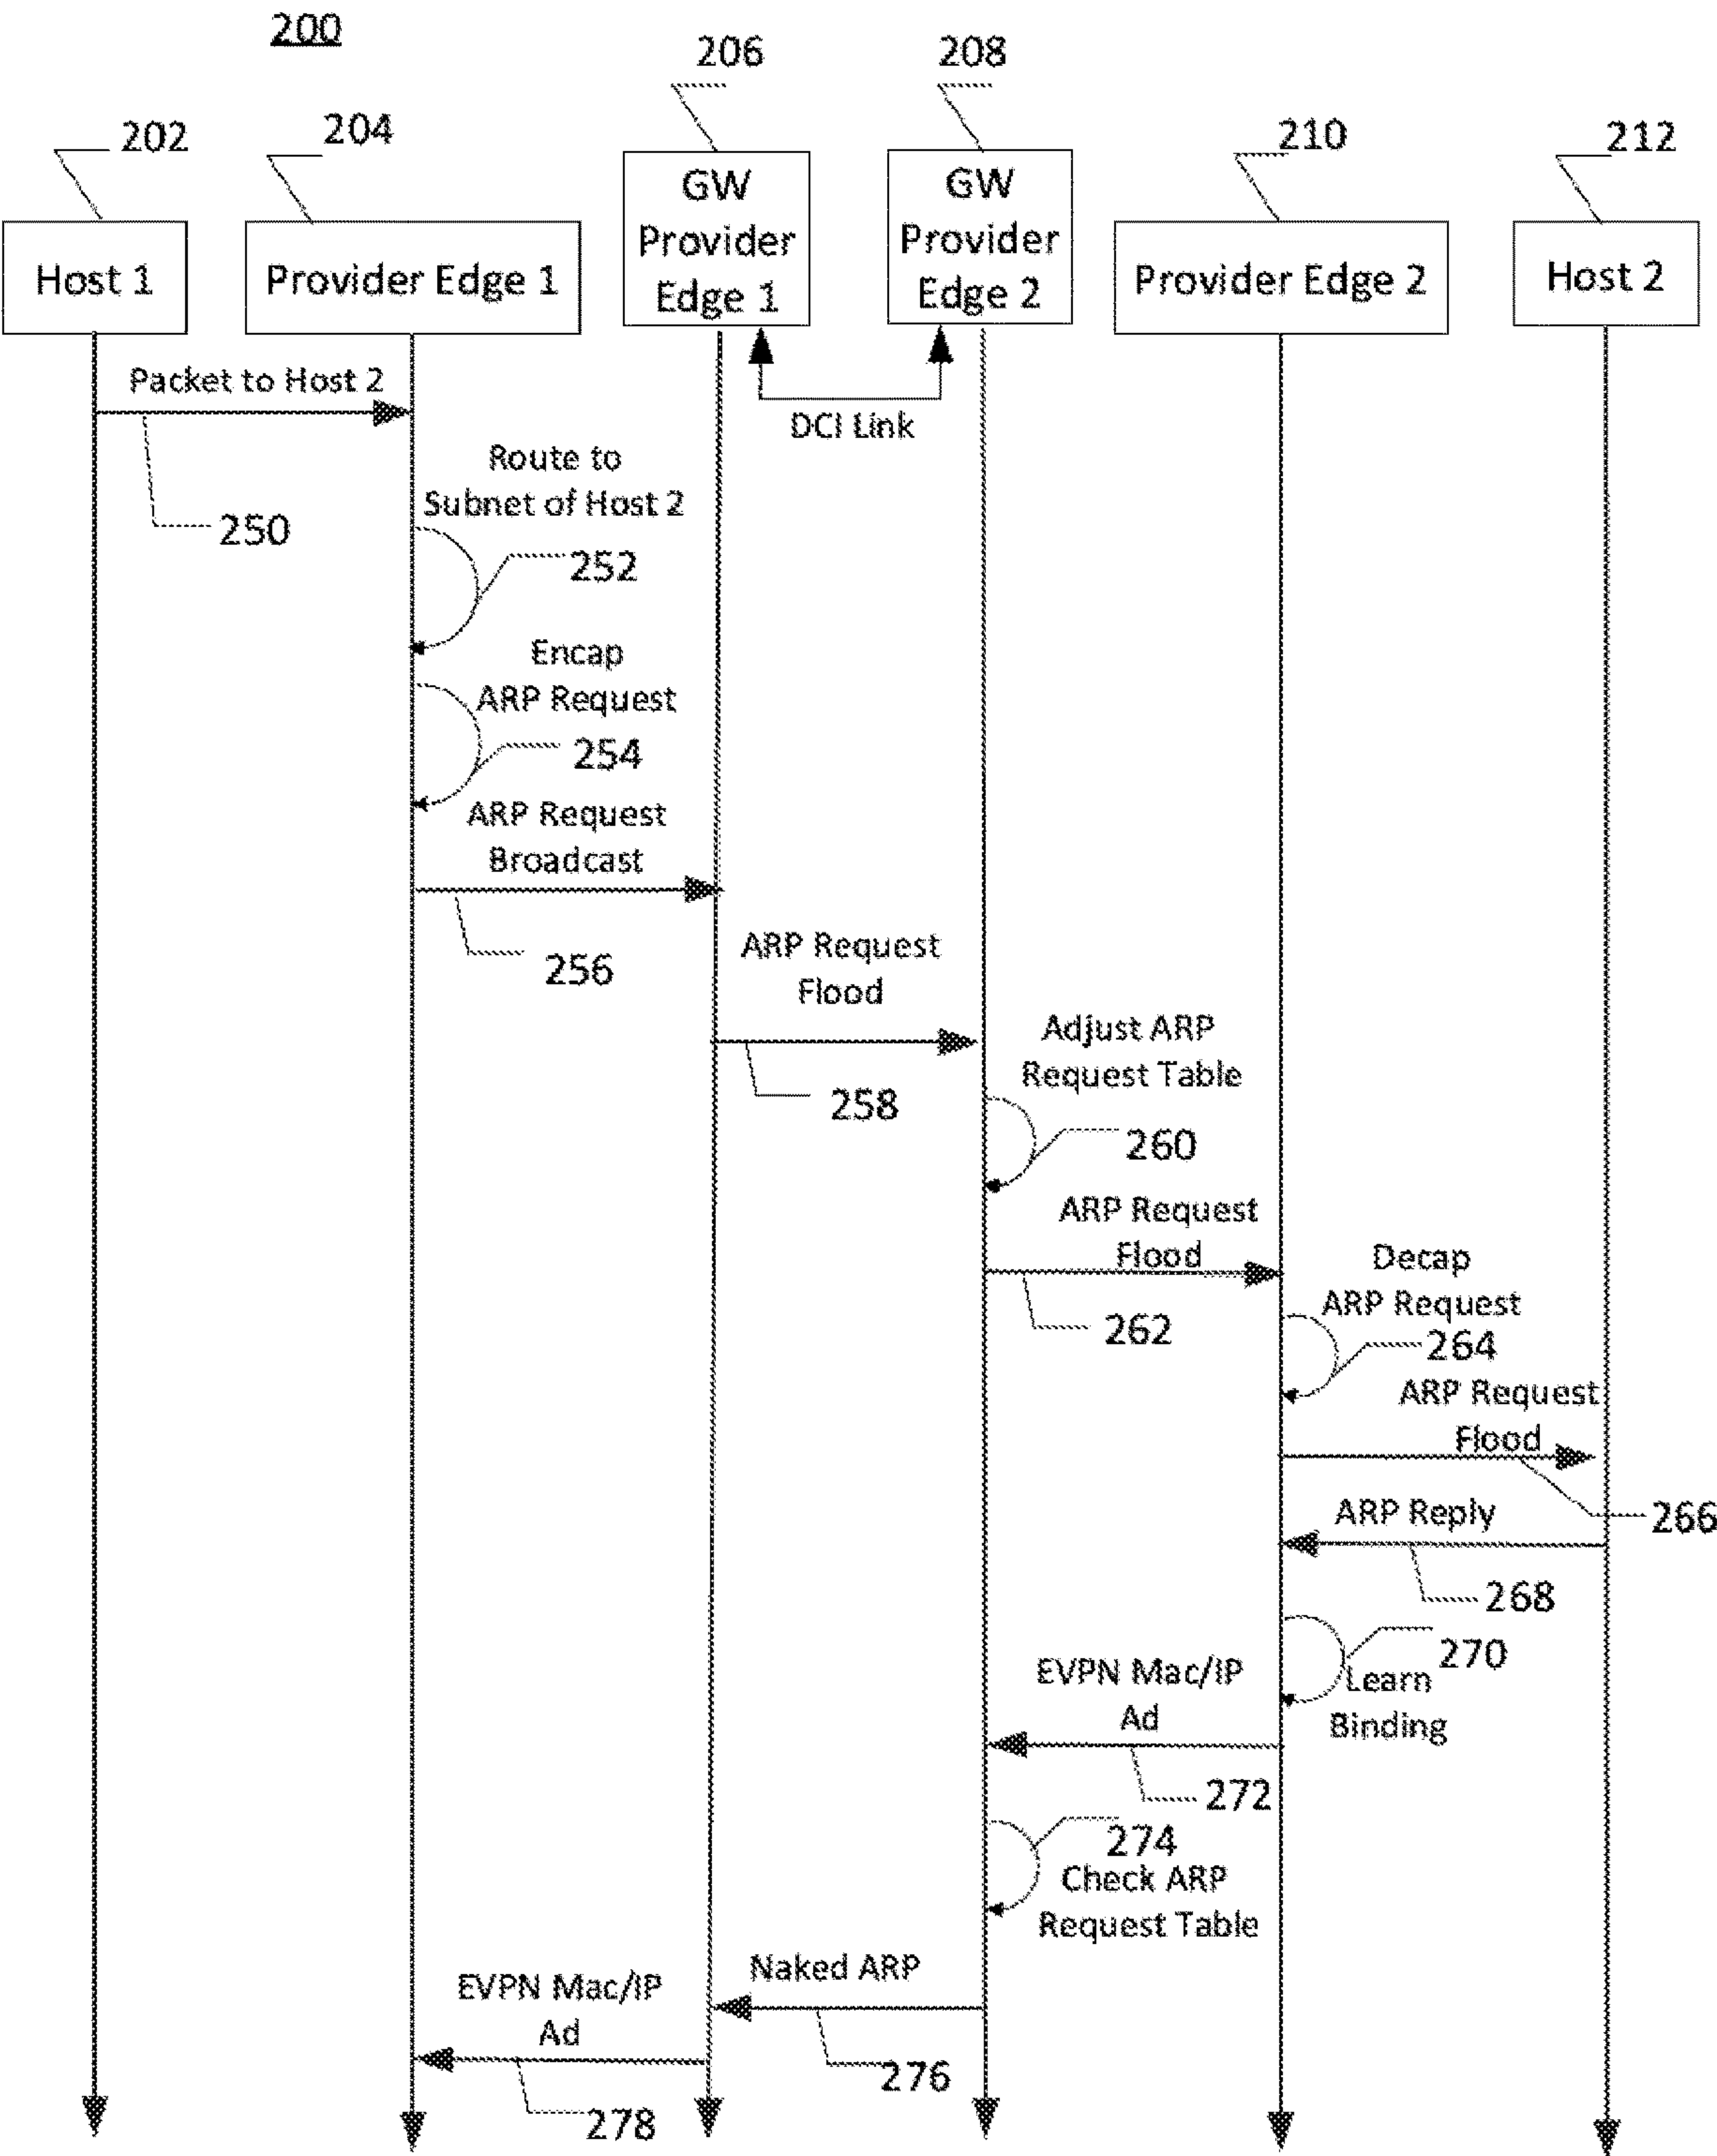 200
206
208
202
204
210
212
Host 1
Provider Edge 1
GW
Provider
Edge 1
GW
Provider
Edge 2
Provider Edge 2
Host 2
Packet to Host 2
DCI Link
250
Route to
Subnet of Host 2
252
Encap
ARP Request
254
ARP Request
Broadcast
256
ARP Request
Flood
258
Adjust ARP
Request Table
260
ARP Request
Flood
262
Decap
ARP Request
264
ARP Request
Flood
266
ARP Reply
268
270
Learn
Binding
EVPN Mac/IP
Ad
272
274
Check ARP
Request Table
Naked ARP
276
EVPN Mac/IP
Ad
278